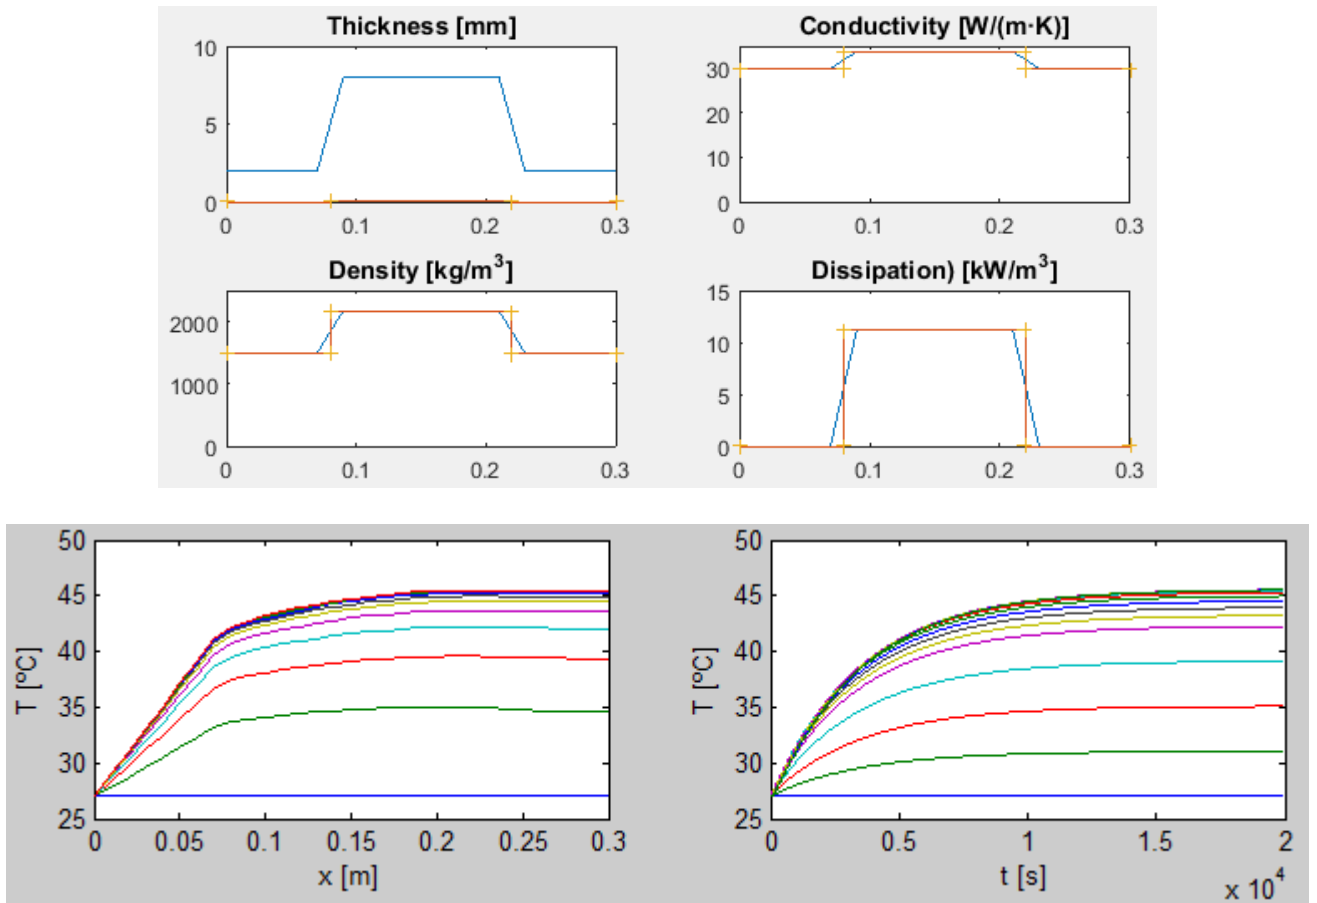 Thickness [mm]
10
5
0
0 0.1 0.2 0.3
Conductivity [W/(m·K)]
30
20
10
0
0 0.1 0.2 0.3
Density [kg/m³]
2000
1000
0
0 0.1 0.2 0.3
Dissipation) [kW/m³]
15
10
5
0
0 0.1 0.2 0.3
50
45
40
35
30
25
T [ºC]
0 0.05 0.1 0.15 0.2 0.25 0.3
x [m]
50
45
40
35
30
25
T [ºC]
0 0.5 1 1.5 2
t [s]
x 10⁴